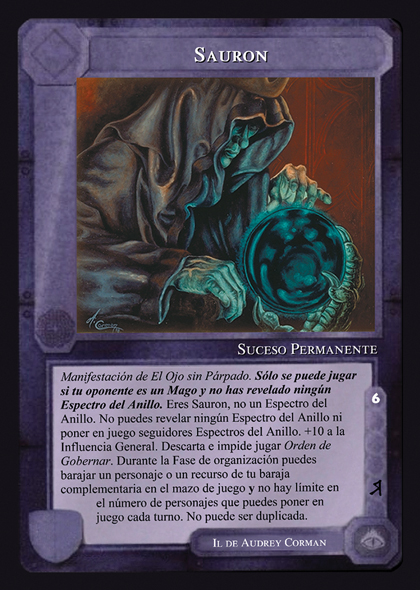 SAURON
A. Corman
SUCESO PERMANENTE
Manifestación de El Ojo sin Párpado. Sólo se puede jugar
si tu oponente es un Mago y no has revelado ningún
Espectro del Anillo. Eres Sauron, no un Espectro del
Anillo. No puedes revelar ningún Espectro del Anillo ni
poner en juego seguidores Espectros del Anillo. +10 a la
Influencia General. Descarta e impide jugar Orden de
Gobernar. Durante la Fase de organización puedes
barajar un personaje o un recurso de tu baraja
complementaria en el mazo de juego y no hay límite en
el número de personajes que puedes poner en
juego cada turno. No puede ser duplicada.
6
IL DE AUDREY CORMAN